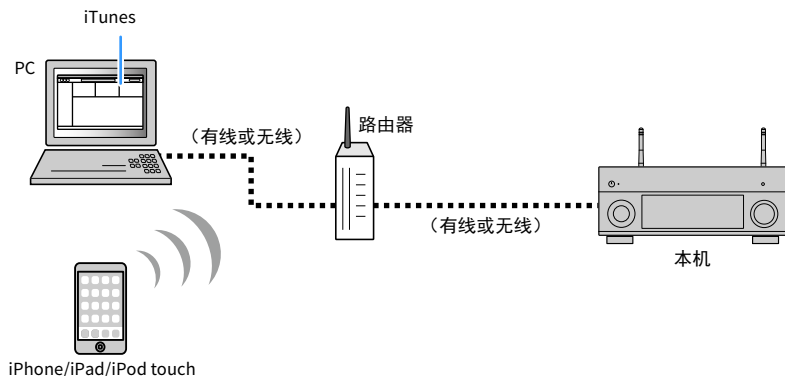 iTunes
PC
（有线或无线）
路由器
（有线或无线）
本机
iPhone/iPad/iPod touch